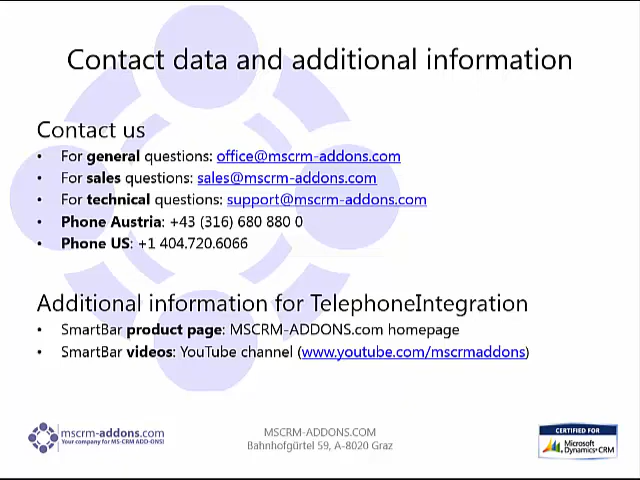 Contact data and additional information
Contact us
• For general questions: office@mscrm-addons.com
• For sales questions: sales@mscrm-addons.com
• For technical questions: support@mscrm-addons.com
• Phone Austria: +43 (316) 680 880 0
• Phone US: +1 404.720.6066
Additional information for TelephoneIntegration
• SmartBar product page: MSCRM-ADDONS.com homepage
• SmartBar videos: YouTube channel (www.youtube.com/mscrmaddons)
mscrm-addons.com
Your company for MS CRM ADD-ONS!
MSCRM-ADDONS.COM
Bahnhofgürtel 59, A-8020 Graz
CERTIFIED FOR
Microsoft
Dynamics CRM